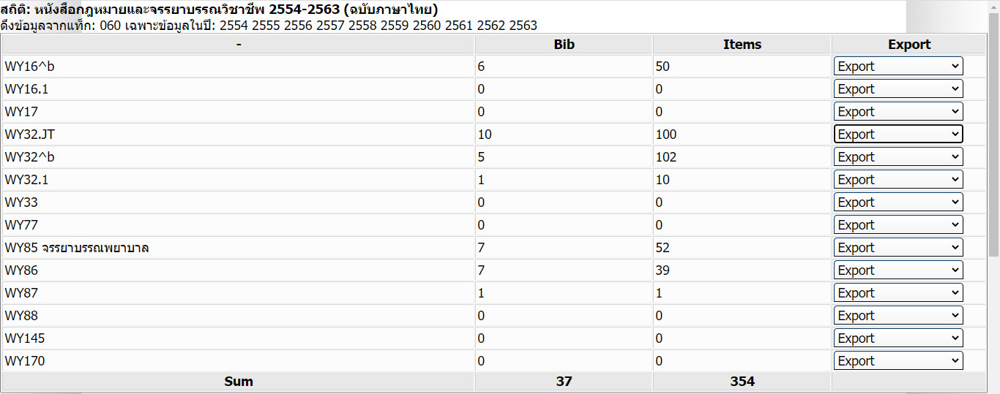 สถิติ: หนังสือกฎหมายและจรรยาบรรณวิชาชีพ 2554-2563 (ฉบับภาษาไทย)
ดึงข้อมูลจากแท็ก: 060 เฉพาะข้อมูลในปี: 2554 2555 2556 2557 2558 2559 2560 2561 2562 2563
- Bib Items Export
WY16^b 6 50 Export
WY16.1 0 0 Export
WY17 0 0 Export
WY32.JT 10 100 Export
WY32^b 5 102 Export
WY32.1 1 10 Export
WY33 0 0 Export
WY77 0 0 Export
WY85 จรรยาบรรณพยาบาล 7 52 Export
WY86 7 39 Export
WY87 1 1 Export
WY88 0 0 Export
WY145 0 0 Export
WY170 0 0 Export
Sum 37 354